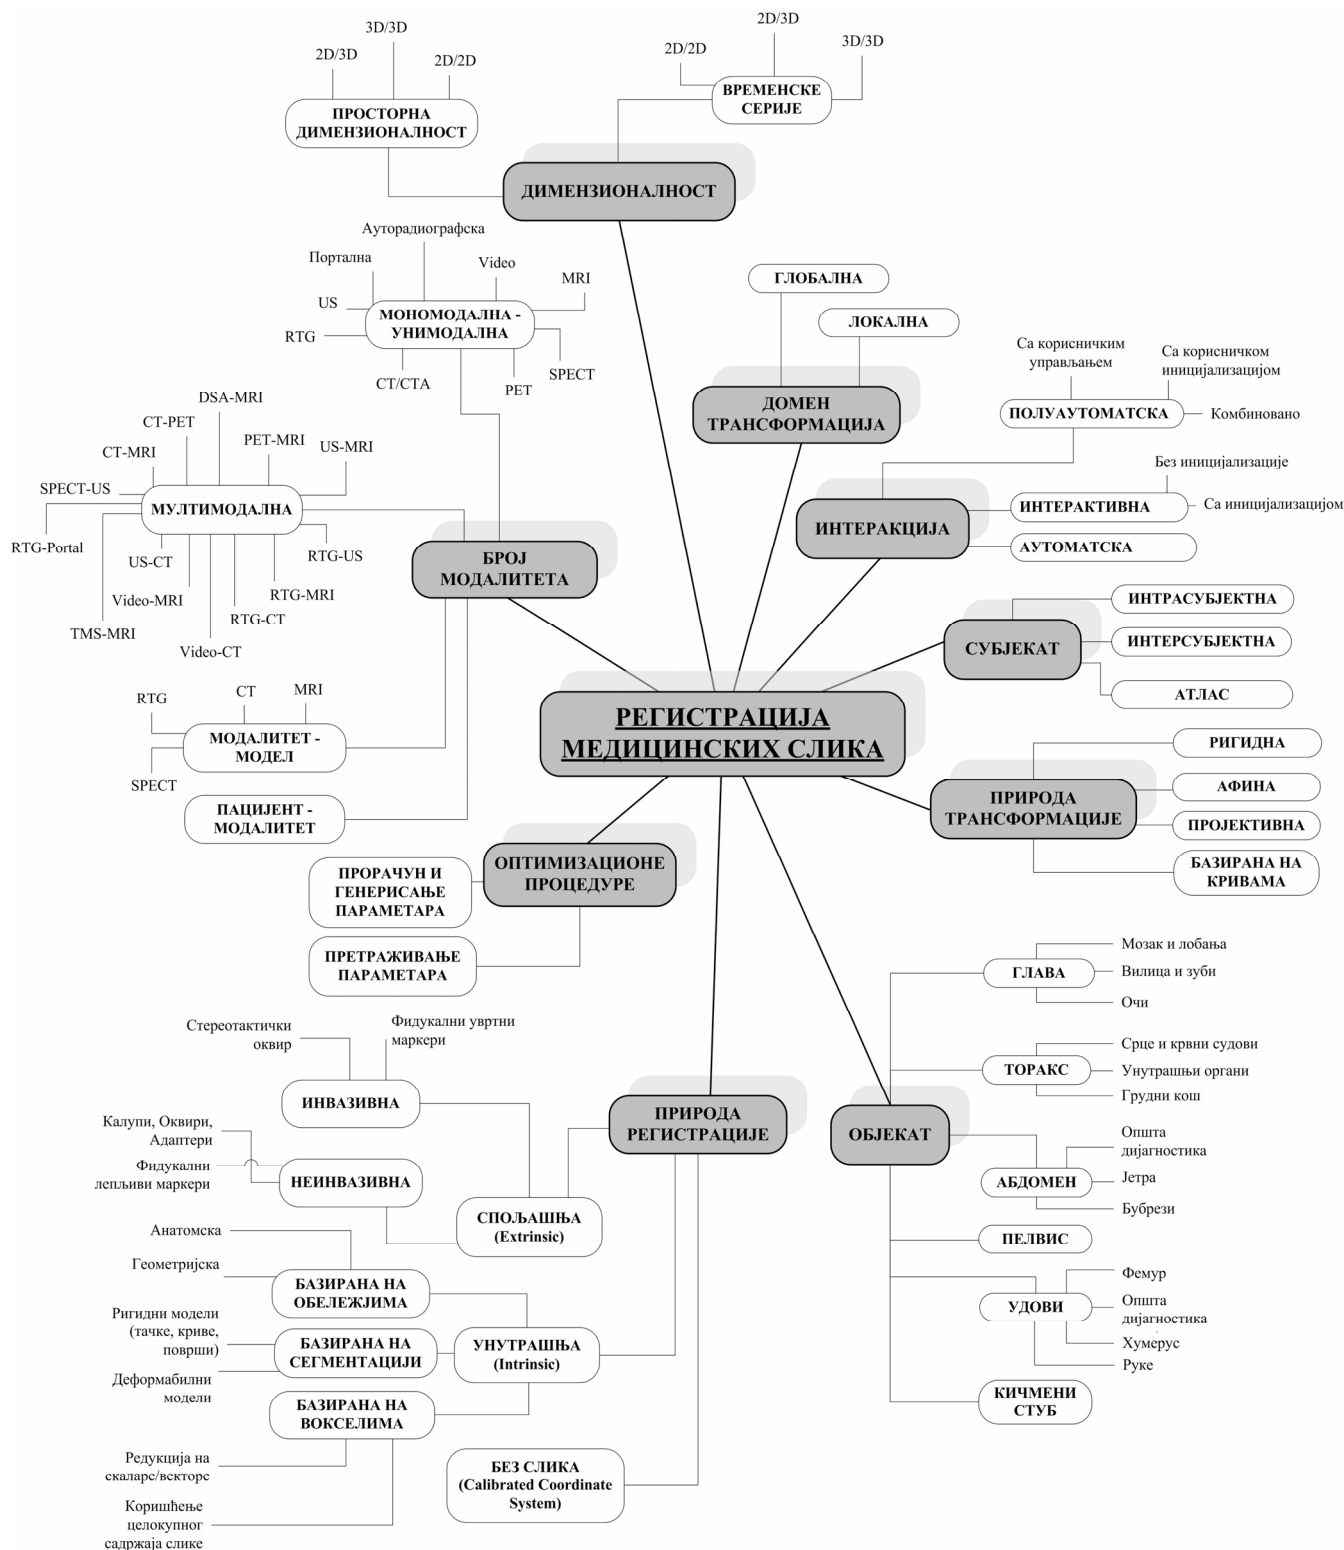 3D/3D
2D/3D
2D/2D
ПРОСТОРНА
ДИМЕНЗИОНАЛНОСТ
2D/3D
2D/2D
3D/3D
ВРЕМЕНСКЕ
СЕРИЈЕ
ДИМЕНЗИОНАЛНОСТ
Ауторадиографска
Портална
Video
MRI
US
RTG
МОНОМОДАЛНА -
УНИМОДАЛНА
CT/CTA
PET
SPECT
ГЛОБАЛНА
ЛОКАЛНА
ДОМЕН
ТРАНСФОРМАЦИЈА
Са корисничким
управљањем
Са корисничком
иницијализацијом
ПОЛУАУТОМАТСКА
Комбиновано
Без иницијализације
ИНТЕРАКТИВНА
Са иницијализацијом
ИНТЕРАКЦИЈА
АУТОМАТСКА
DSA-MRI
CT-PET
PET-MRI
US-MRI
CT-MRI
SPECT-US
МУЛТИМОДАЛНА
RTG-Portal
US-CT
RTG-US
Video-MRI
RTG-MRI
RTG-CT
TMS-MRI
Video-CT
БРОЈ
МОДАЛИТЕТА
ИНТРАСУБЈЕКТНА
ИНТЕРСУБЈЕКТНА
СУБЈЕКАТ
АТЛАС
RTG
CT
MRI
МОДАЛИТЕТ -
МОДЕЛ
SPECT
ПАЦИЈЕНТ -
МОДАЛИТЕТ
РЕГИСТРАЦИЈА
МЕДИЦИНСКИХ СЛИКА
РИГИДНА
АФИНА
ПРИРОДА
ТРАНСФОРМАЦИЈЕ
ПРОЈЕКТИВНА
БАЗИРАНА НА
КРИВАМА
ОПТИМИЗАЦИОНЕ
ПРОЦЕДУРЕ
ПРОРАЧУН И
ГЕНЕРИСАЊЕ
ПАРАМЕТАРА
ПРЕТРАЖИВАЊЕ
ПАРАМЕТАРА
Мозак и лобања
ГЛАВА
Вилица и зуби
Очи
Срце и крвни судови
ТОРАКС
Унутрашњи органи
Грудни кош
ОБЈЕКАТ
Општа
дијагностика
АБДОМЕН
Јетра
Бубрези
ПЕЛВИС
Фемур
УДОВИ
Општа
дијагностика
Хумерус
Руке
КИЧМЕНИ
СТУБ
Стереотактички
оквир
Фидукални увртни
маркери
ИНВАЗИВНА
ПРИРОДА
РЕГИСТРАЦИЈЕ
Калупи, Оквири,
Адаптери
Фидукални
лепљиви маркери
НЕИНВАЗИВНА
СПОЉАШЊА
(Extrinsic)
Анатомска
Геометријска
БАЗИРАНА НА
ОБЕЛЕЖЈИМА
Ригидни модели
(тачке, криве,
површи)
БАЗИРАНА НА
СЕГМЕНТАЦИЈИ
УНУТРАШЊА
(Intrinsic)
Деформабилни
модели
БАЗИРАНА НА
ВОКСЕЛИМА
Редукција на
скаларе/векторе
БЕЗ СЛИКА
(Calibrated Coordinate
System)
Коришћење
целокупног
садржаја слике